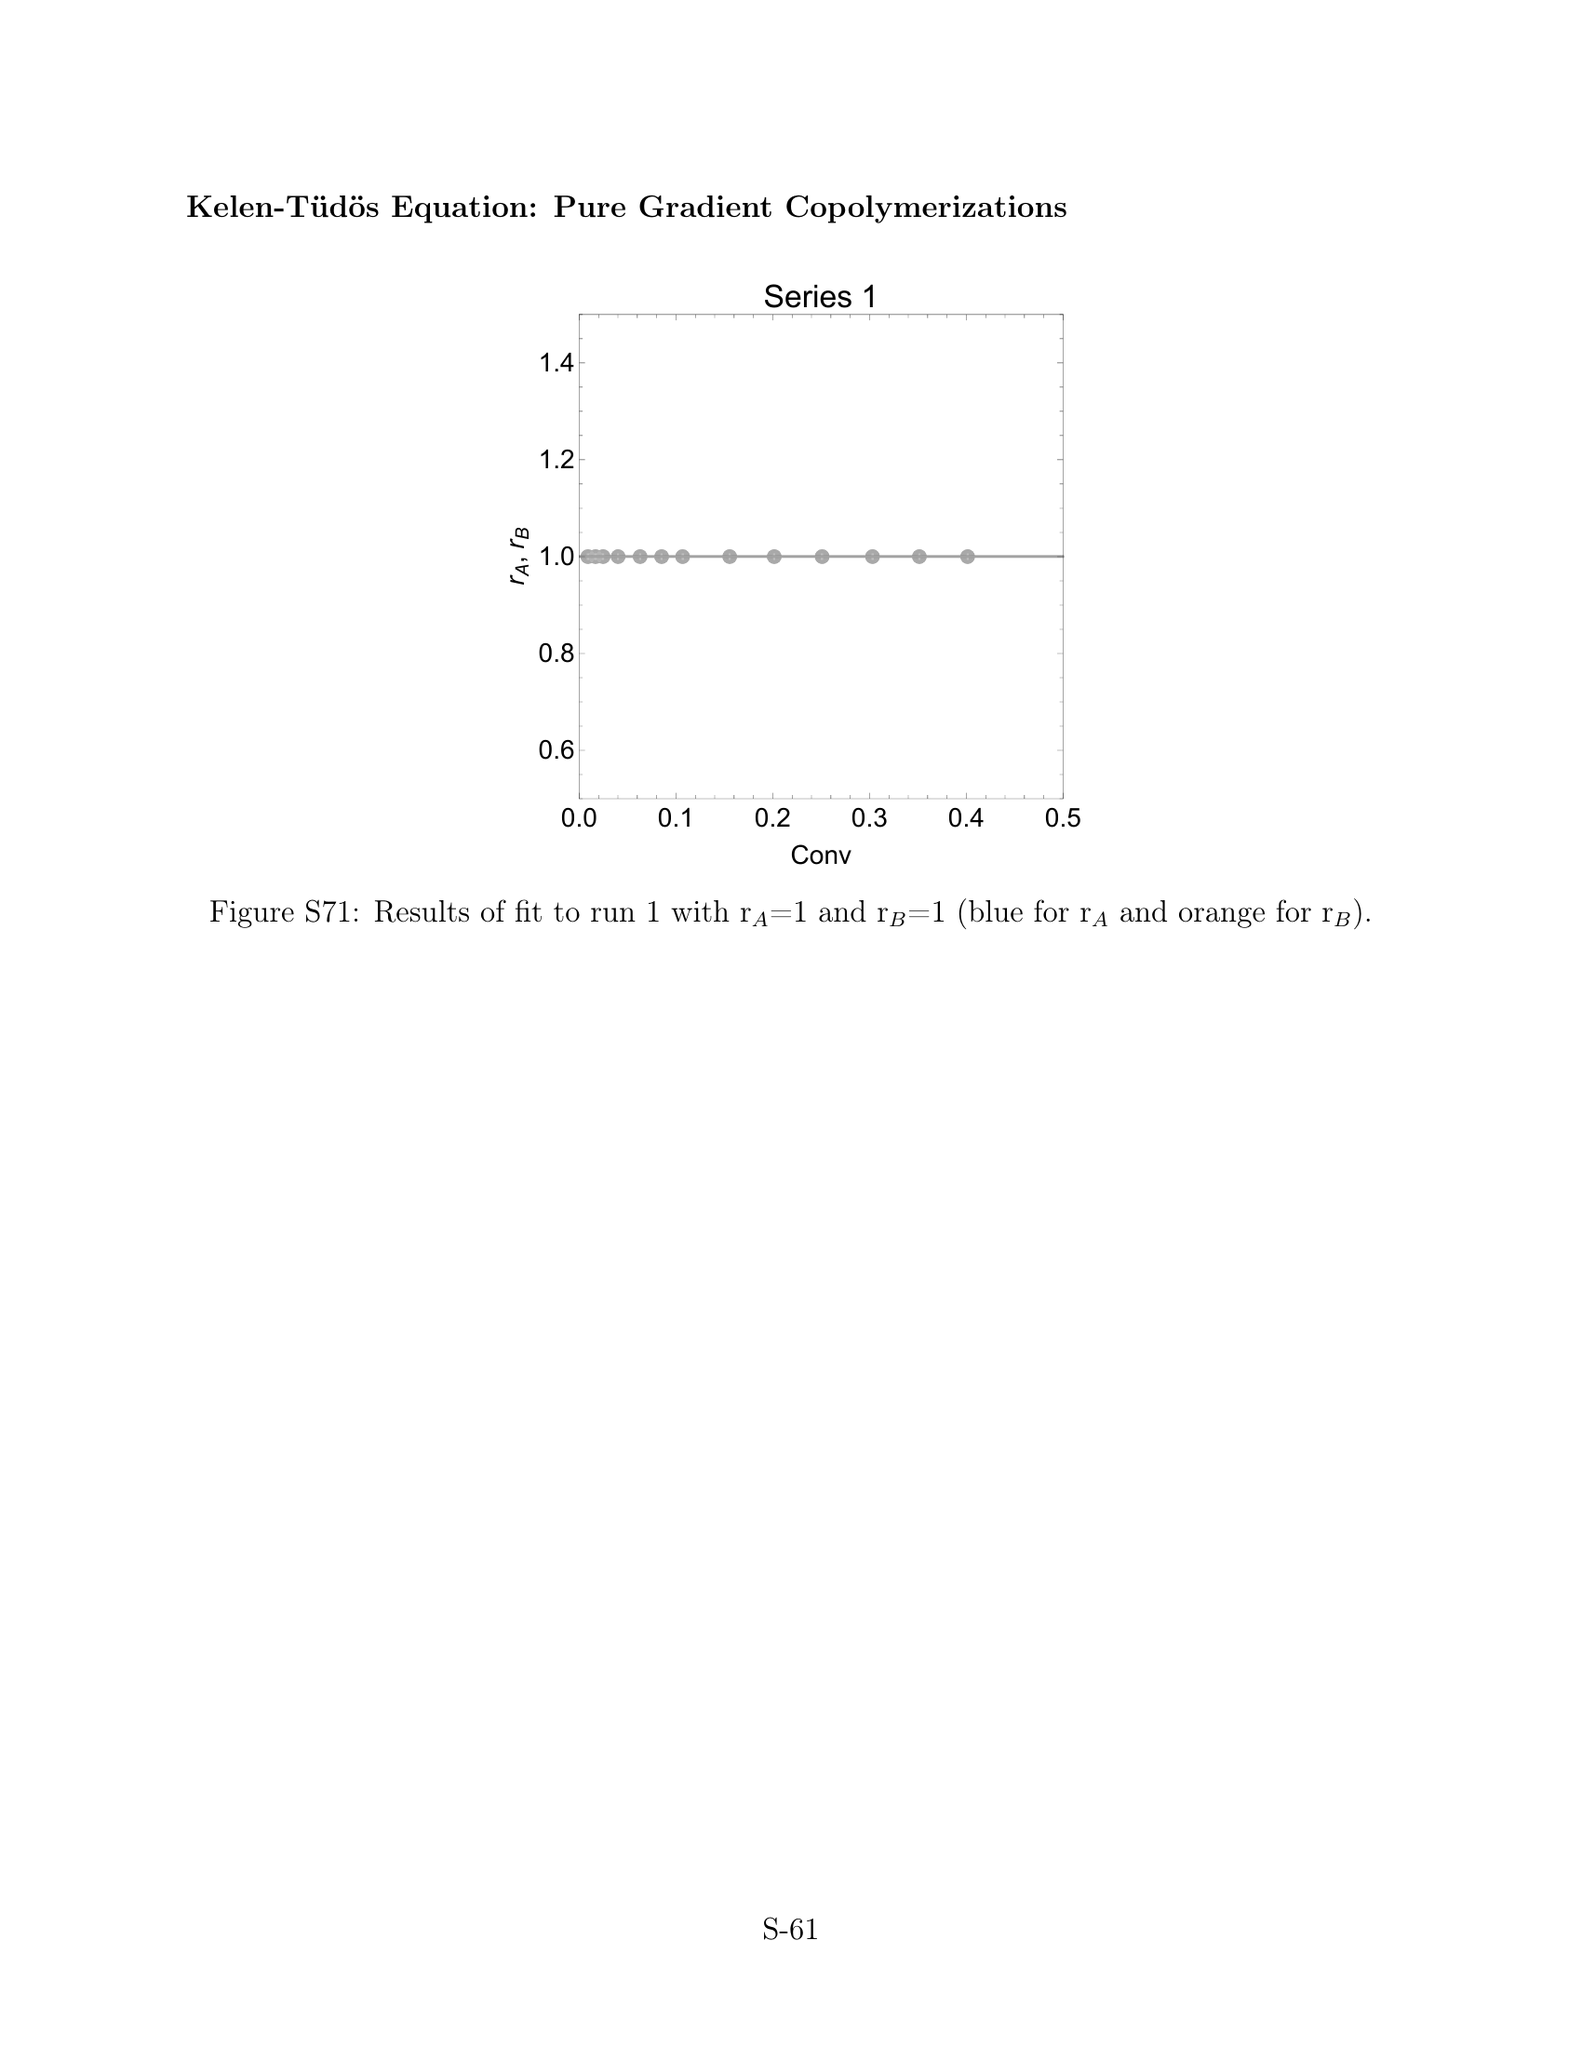 Kelen-Tüdös Equation: Pure Gradient Copolymerizations
Series 1
1.4
1.2
1.0
0.8
0.6
r_A, r_B
0.0 0.1 0.2 0.3 0.4 0.5
Conv
Figure S71: Results of fit to run 1 with r_A=1 and r_B=1 (blue for r_A and orange for r_B).
S-61